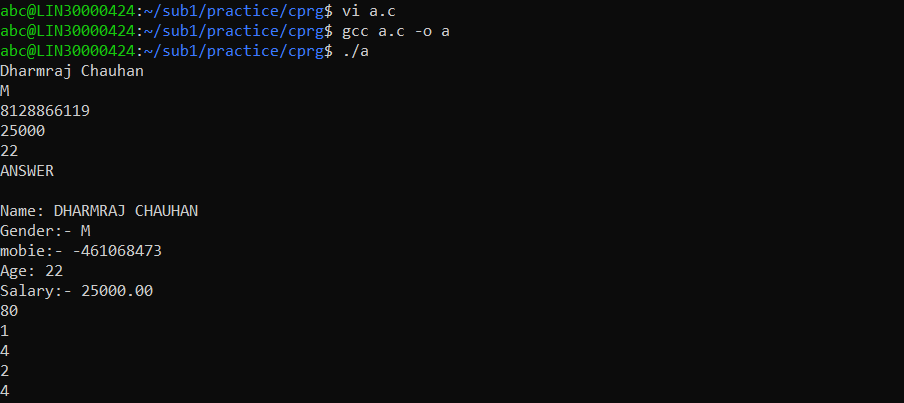 abc@LIN30000424:~/sub1/practice/cprg$ vi a.c
abc@LIN30000424:~/sub1/practice/cprg$ gcc a.c -o a
abc@LIN30000424:~/sub1/practice/cprg$ ./a
Dharmraj Chauhan
M
8128866119
25000
22
ANSWER
Name: DHARMRAJ CHAUHAN
Gender:- M
mobie:- -461068473
Age: 22
Salary:- 25000.00
80
1
4
2
4